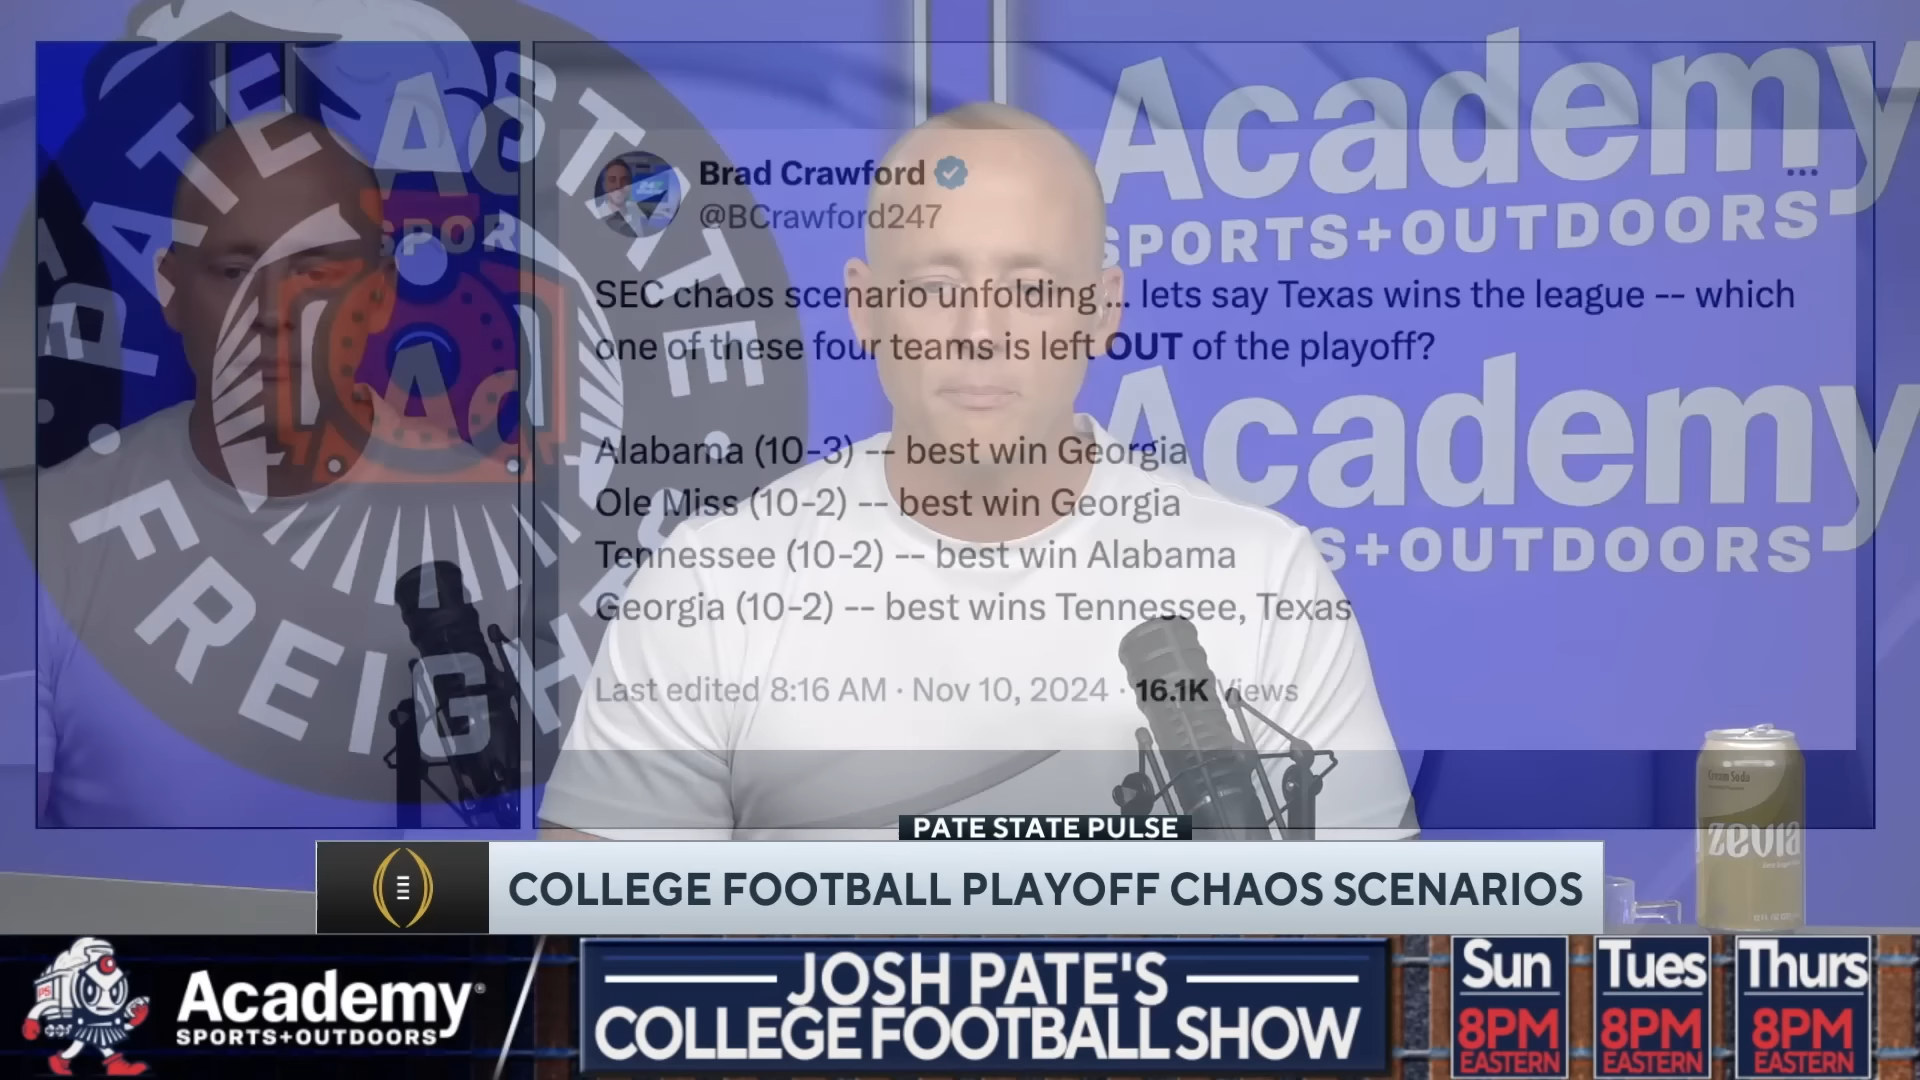 PATE STATE
FREIGHT
AC
SPOR
AC
Academy
SPORTS+OUTDOORS
Academy
S+OUTDOORS
Brad Crawford
@BCrawford247
...
SEC chaos scenario unfolding ... lets say Texas wins the league -- which
one of these four teams is left OUT of the playoff?
Alabama (10-3) -- best win Georgia
Ole Miss (10-2) -- best win Georgia
Tennessee (10-2) -- best win Alabama
Georgia (10-2) -- best wins Tennessee, Texas
Last edited 8:16 AM · Nov 10, 2024 · 16.1K Views
Cream Soda
zevia
PATE STATE PULSE
COLLEGE FOOTBALL PLAYOFF CHAOS SCENARIOS
PS
Academy
SPORTS+OUTDOORS
JOSH PATE'S
COLLEGE FOOTBALL SHOW
Sun
8PM
EASTERN
Tues
8PM
EASTERN
Thurs
8PM
EASTERN